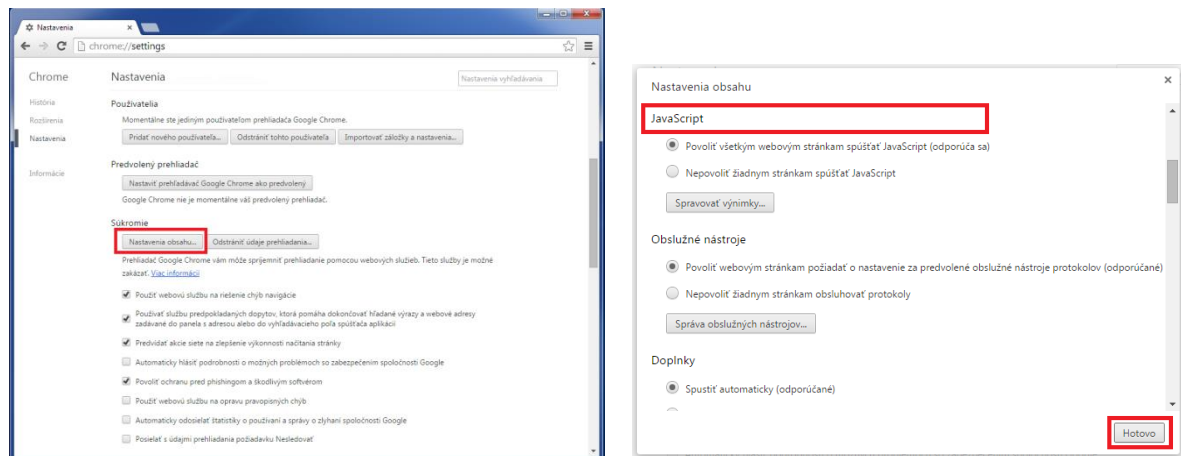 Nastavenia
chrome://settings
Chrome
Nastavenia
Nastavenia vyhľadávania
História
Rozšírenia
Nastavenia
Informácie
Používatelia
Momentálne ste jediným používateľom prehliadača Google Chrome.
Pridať nového používateľa... Odstrániť tohto používateľa Importovať záložky a nastavenia...
Predvolený prehliadač
Nastaviť prehľadávač Google Chrome ako predvolený
Google Chrome nie je momentálne váš predvolený prehliadač.
Súkromie
Nastavenia obsahu... Odstrániť údaje prehliadania...
Prehliadač Google Chrome vám môže spríjemniť prehliadanie pomocou webových služieb. Tieto služby je možné
zakázať. Viac informácií
Použiť webovú službu na riešenie chýb navigácie
Používať službu predpokladaných dopytov, ktorá pomáha dokončovať hľadané výrazy a webové adresy
zadávané do panela s adresou alebo do vyhľadávacieho poľa spúšťača aplikácií
Predvídať akcie siete na zlepšenie výkonnosti načítania stránky
Automaticky hlásiť podrobnosti o možných problémoch so zabezpečením spoločnosti Google
Povoliť ochranu pred phishingom a škodlivým softvérom
Použiť webovú službu na opravu pravopisných chýb
Automaticky odosielať štatistiky o používaní a správy o zlyhaní spoločnosti Google
Posielať s údajmi prehliadania požiadavku Nesledovať
Nastavenia obsahu
JavaScript
Povoliť všetkým webovým stránkam spúšťať JavaScript (odporúča sa)
Nepovoliť žiadnym stránkam spúšťať JavaScript
Spravovať výnimky...
Obslužné nástroje
Povoliť webovým stránkam požiadať o nastavenie za predvolené obslužné nástroje protokolov (odporúčané)
Nepovoliť žiadnym stránkam obsluhovať protokoly
Správa obslužných nástrojov...
Doplnky
Spustiť automaticky (odporúčané)
Hotovo